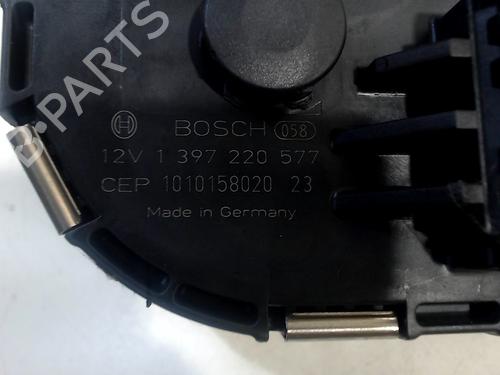 B-PARTS
BOSCH 058
12V 1 397 220 577
CEP 1010158020 23
Made in Germany